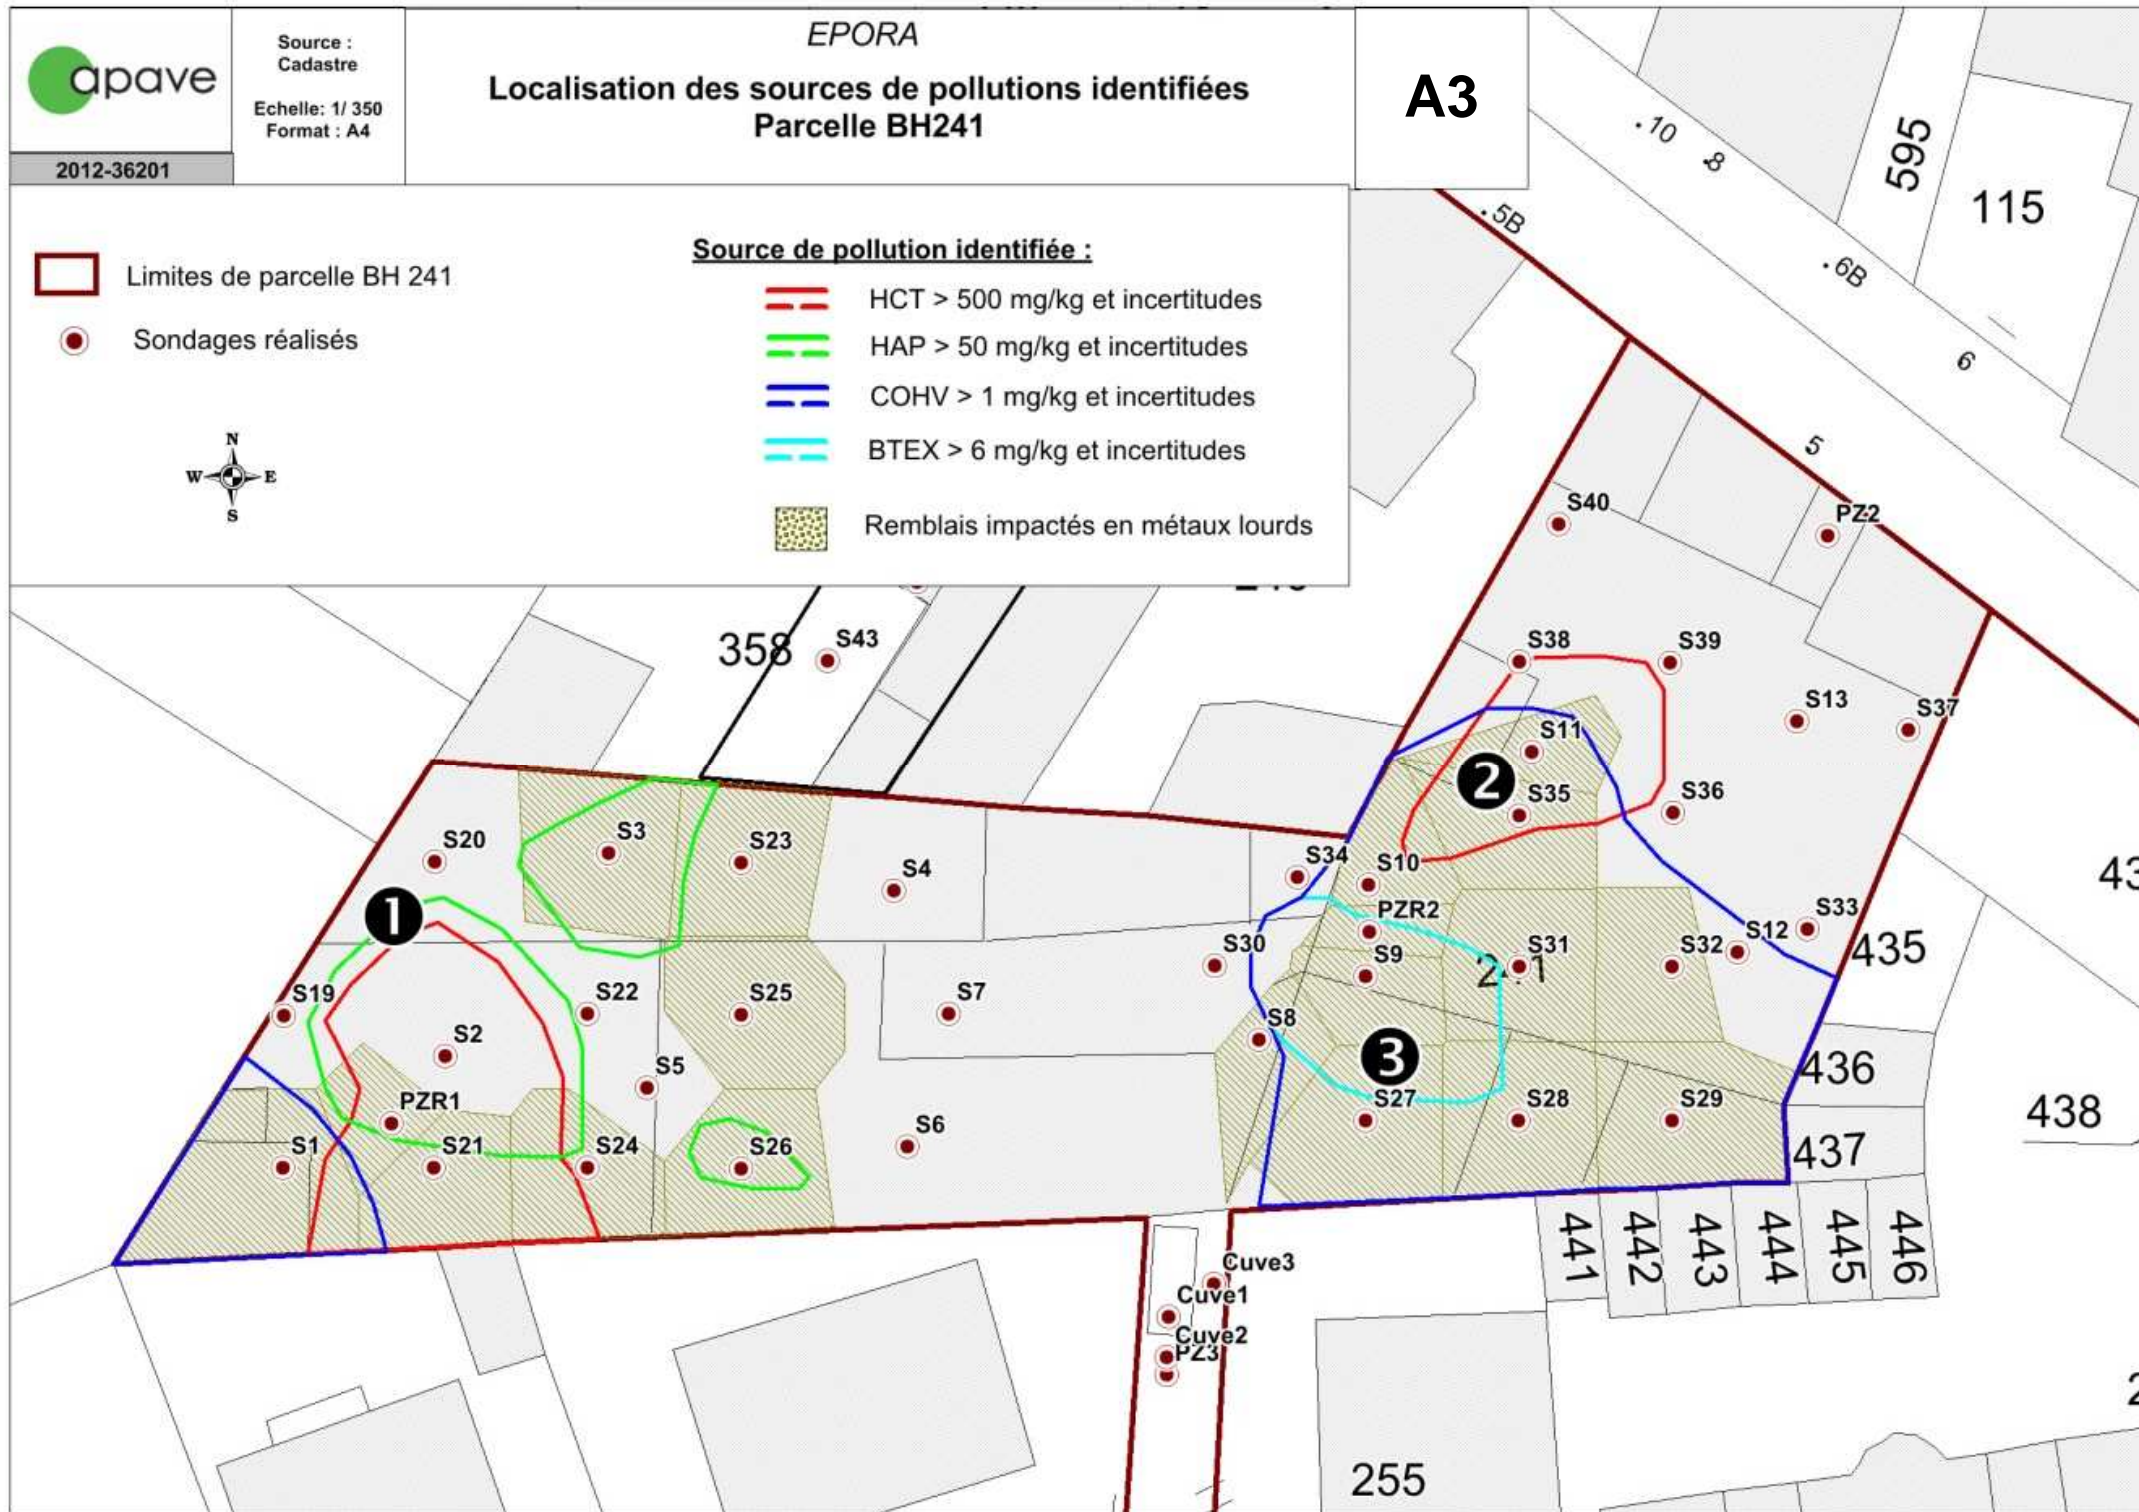 apave
2012-36201
Source :
Cadastre
Echelle: 1/ 350
Format : A4
EPORA
Localisation des sources de pollutions identifiées
Parcelle BH241
A3
Limites de parcelle BH 241
Sondages réalisés
N
W E
S
Source de pollution identifiée :
HCT > 500 mg/kg et incertitudes
HAP > 50 mg/kg et incertitudes
COHV > 1 mg/kg et incertitudes
BTEX > 6 mg/kg et incertitudes
Remblais impactés en métaux lourds
.10
.8
595
115
.5B
.6B
6
5
S40
PZ2
358
S43
S38
S39
S13
S37
S11
2
S35
S36
S20
S3
S23
S4
S34
S10
1
PZR2
S33
S12
435
S30
S9
S31
S32
S19
S22
S25
S7
S8
S2
3
436
S5
PZR1
S27
S28
S29
438
S1
S21
S24
S26
S6
437
441
442
443
444
445
446
Cuve3
Cuve1
Cuve2
PZ3
255